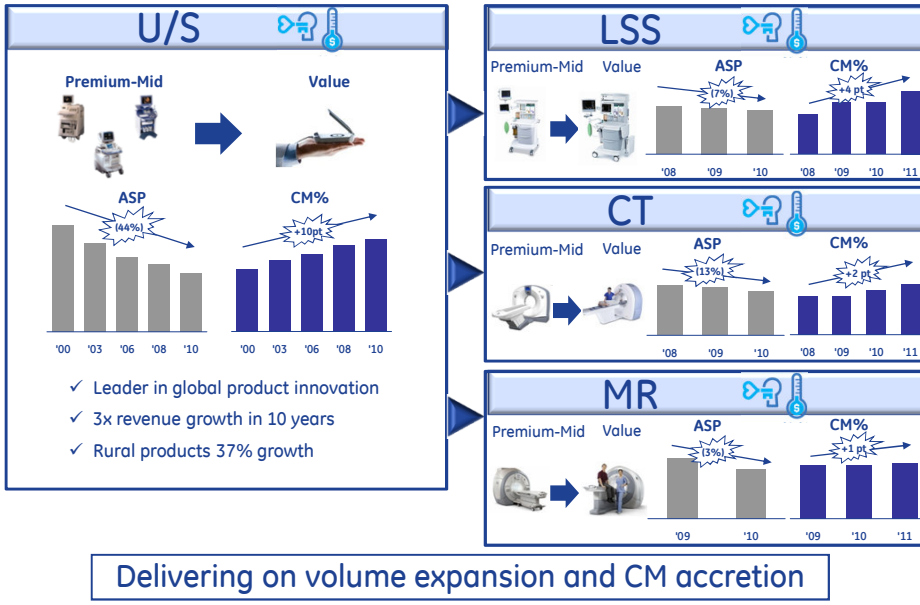 U/S
$
Premium-Mid Value
ASP CM%
(44%) +10pt
'00 '03 '06 '08 '10 '00 '03 '06 '08 '10
✓ Leader in global product innovation
✓ 3x revenue growth in 10 years
✓ Rural products 37% growth
LSS
$
Premium-Mid Value ASP CM%
(7%) +4 pt
'08 '09 '10 '08 '09 '10 '11
CT
$
Premium-Mid Value ASP CM%
(13%) +2 pt
'08 '09 '10 '08 '09 '10 '11
MR
$
Premium-Mid Value ASP CM%
(3%) +1 pt
'09 '10 '09 '10 '11
Delivering on volume expansion and CM accretion